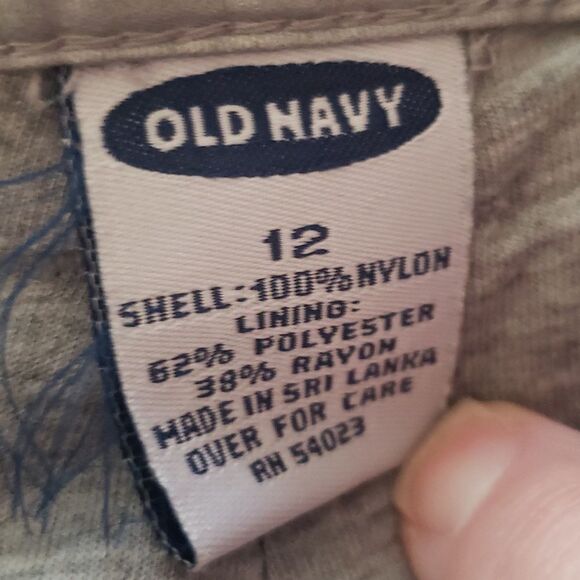 OLD NAVY
12
SHELL: 100% NYLON
LINING:
62% POLYESTER
38% RAYON
MADE IN SRI LANKA
OVER FOR CARE
RN 54023